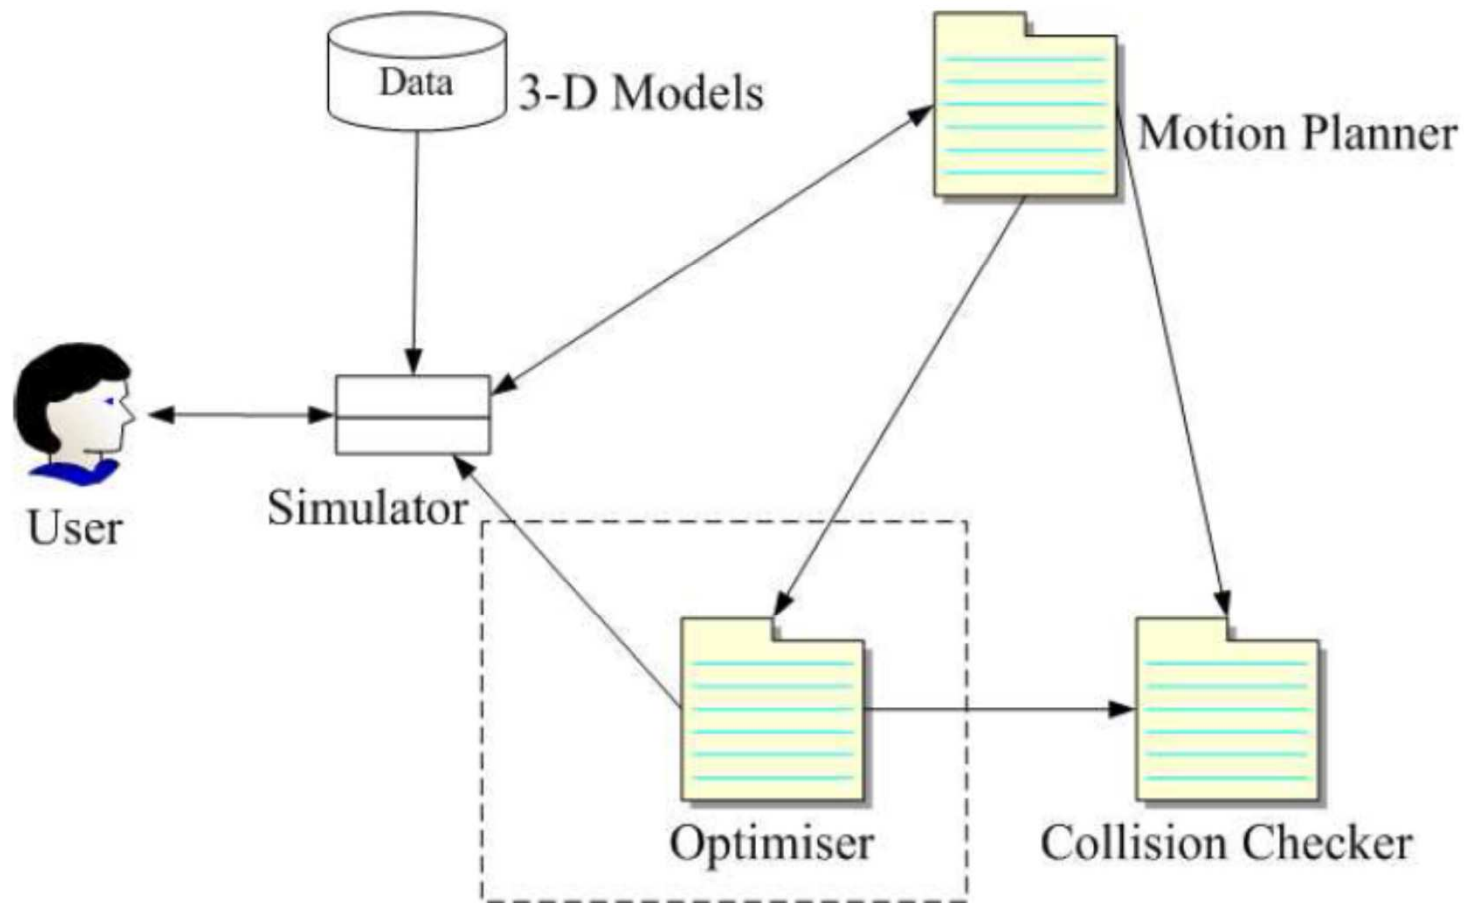 Data
3-D Models
Motion Planner
User
Simulator
Optimiser
Collision Checker